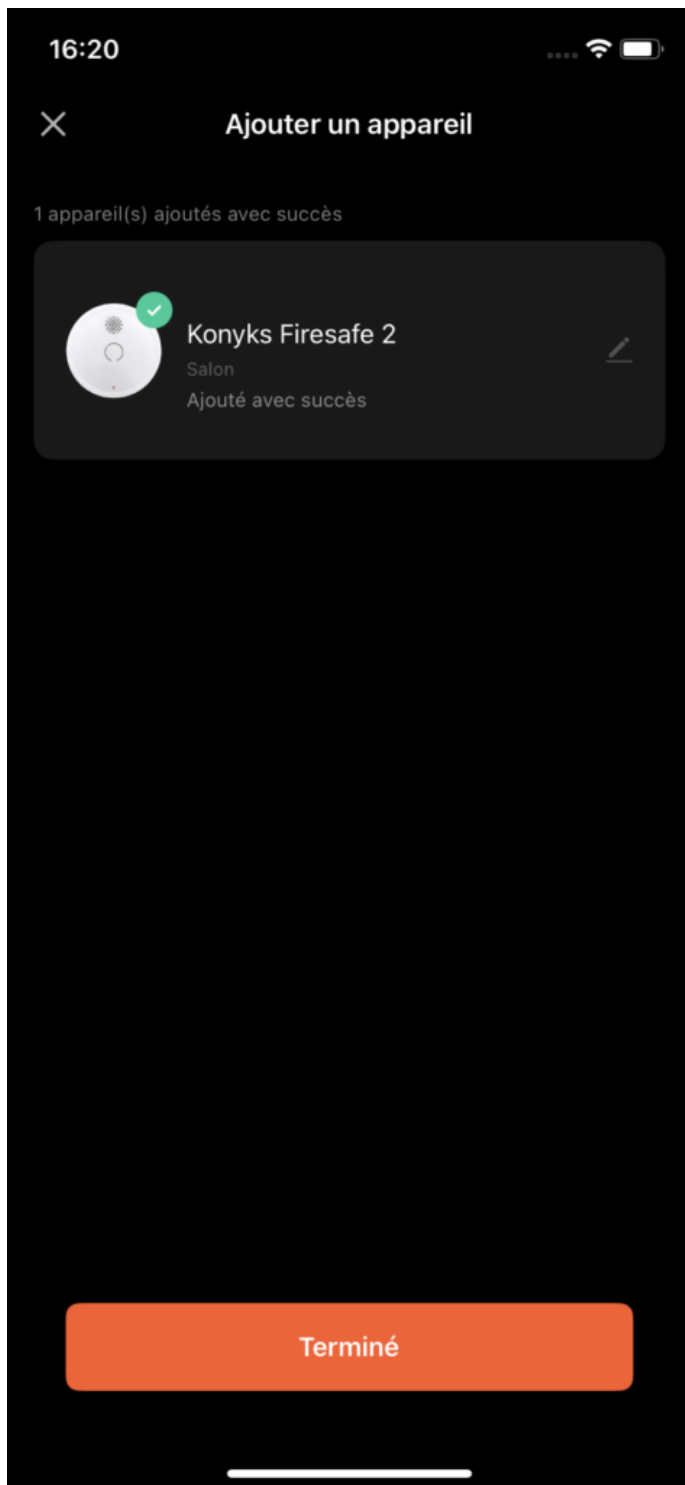 16:20
Ajouter un appareil
1 appareil(s) ajoutés avec succès
Konyks Firesafe 2
Salon
Ajouté avec succès
Terminé